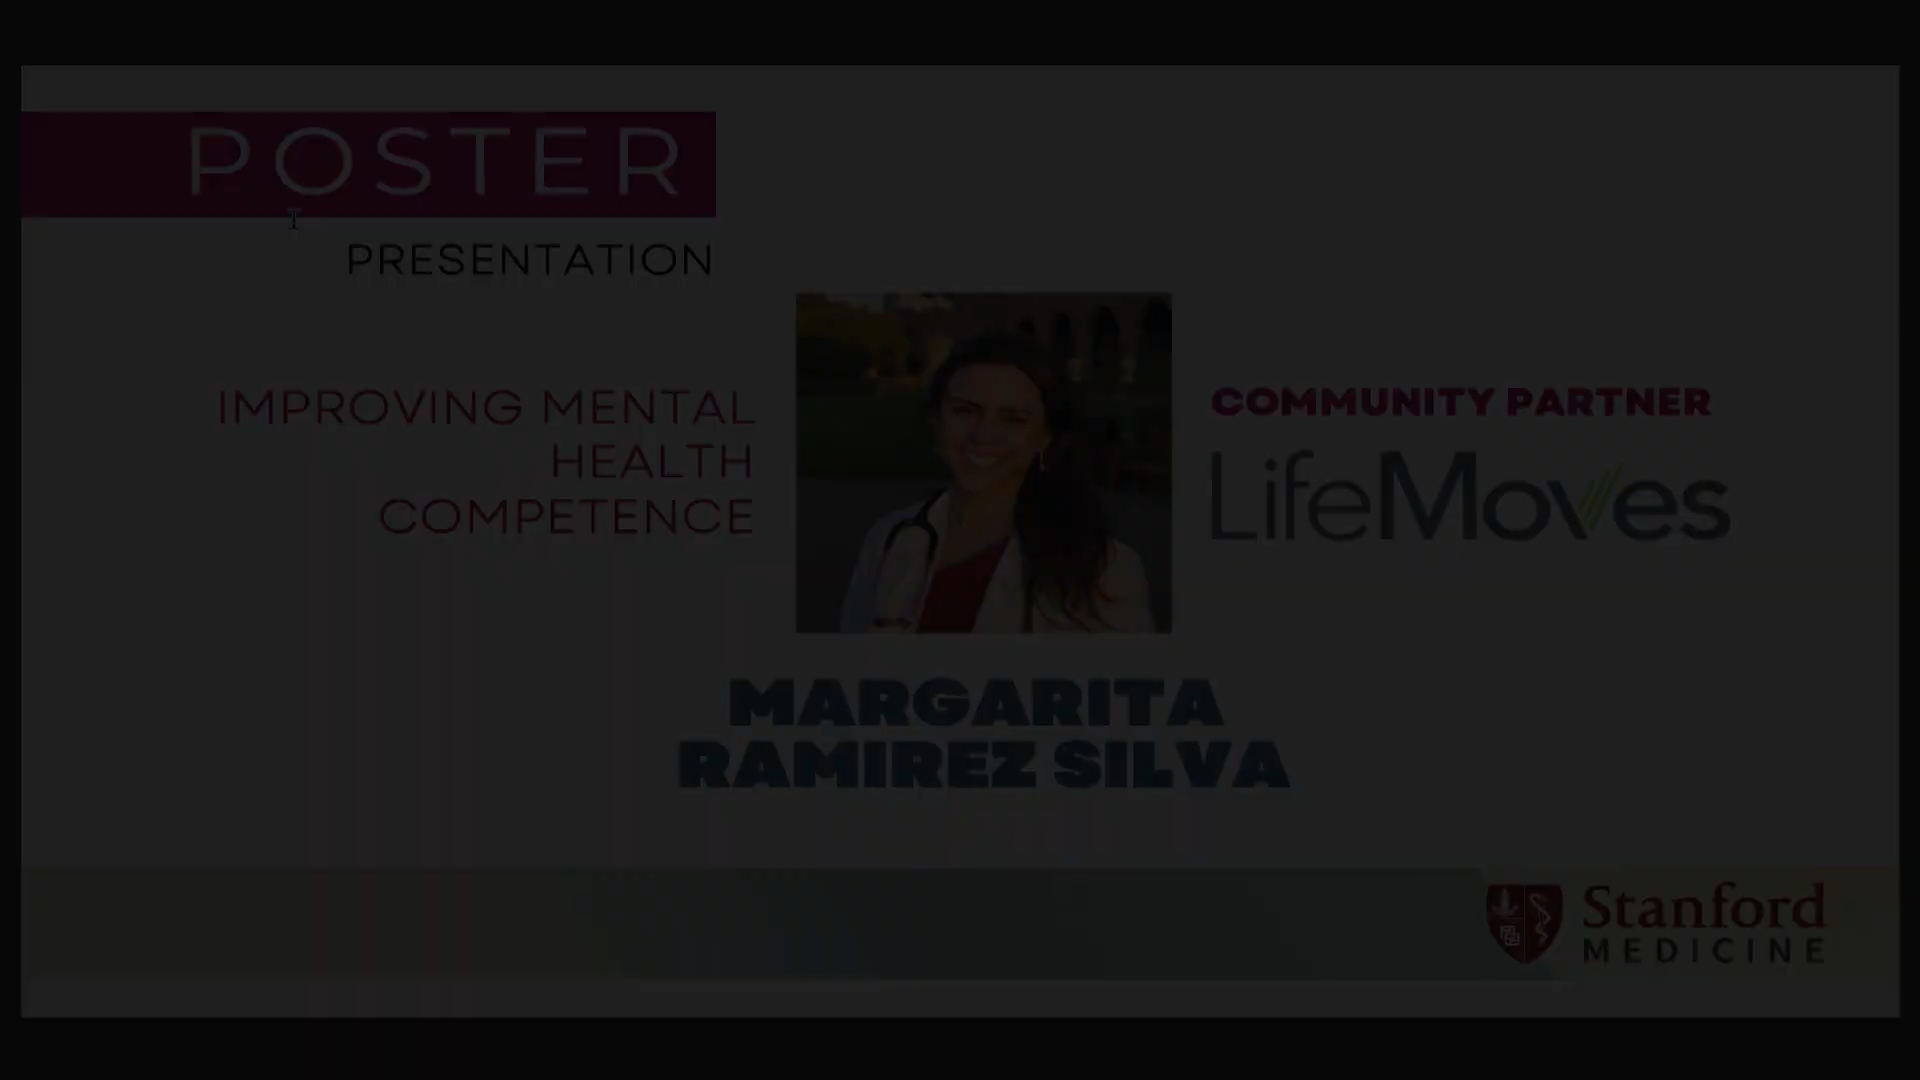 POSTER
PRESENTATION
IMPROVING MENTAL
HEALTH
COMPETENCE
COMMUNITY PARTNER
LifeMoves
MARGARITA
RAMIREZ SILVA
Stanford
MEDICINE